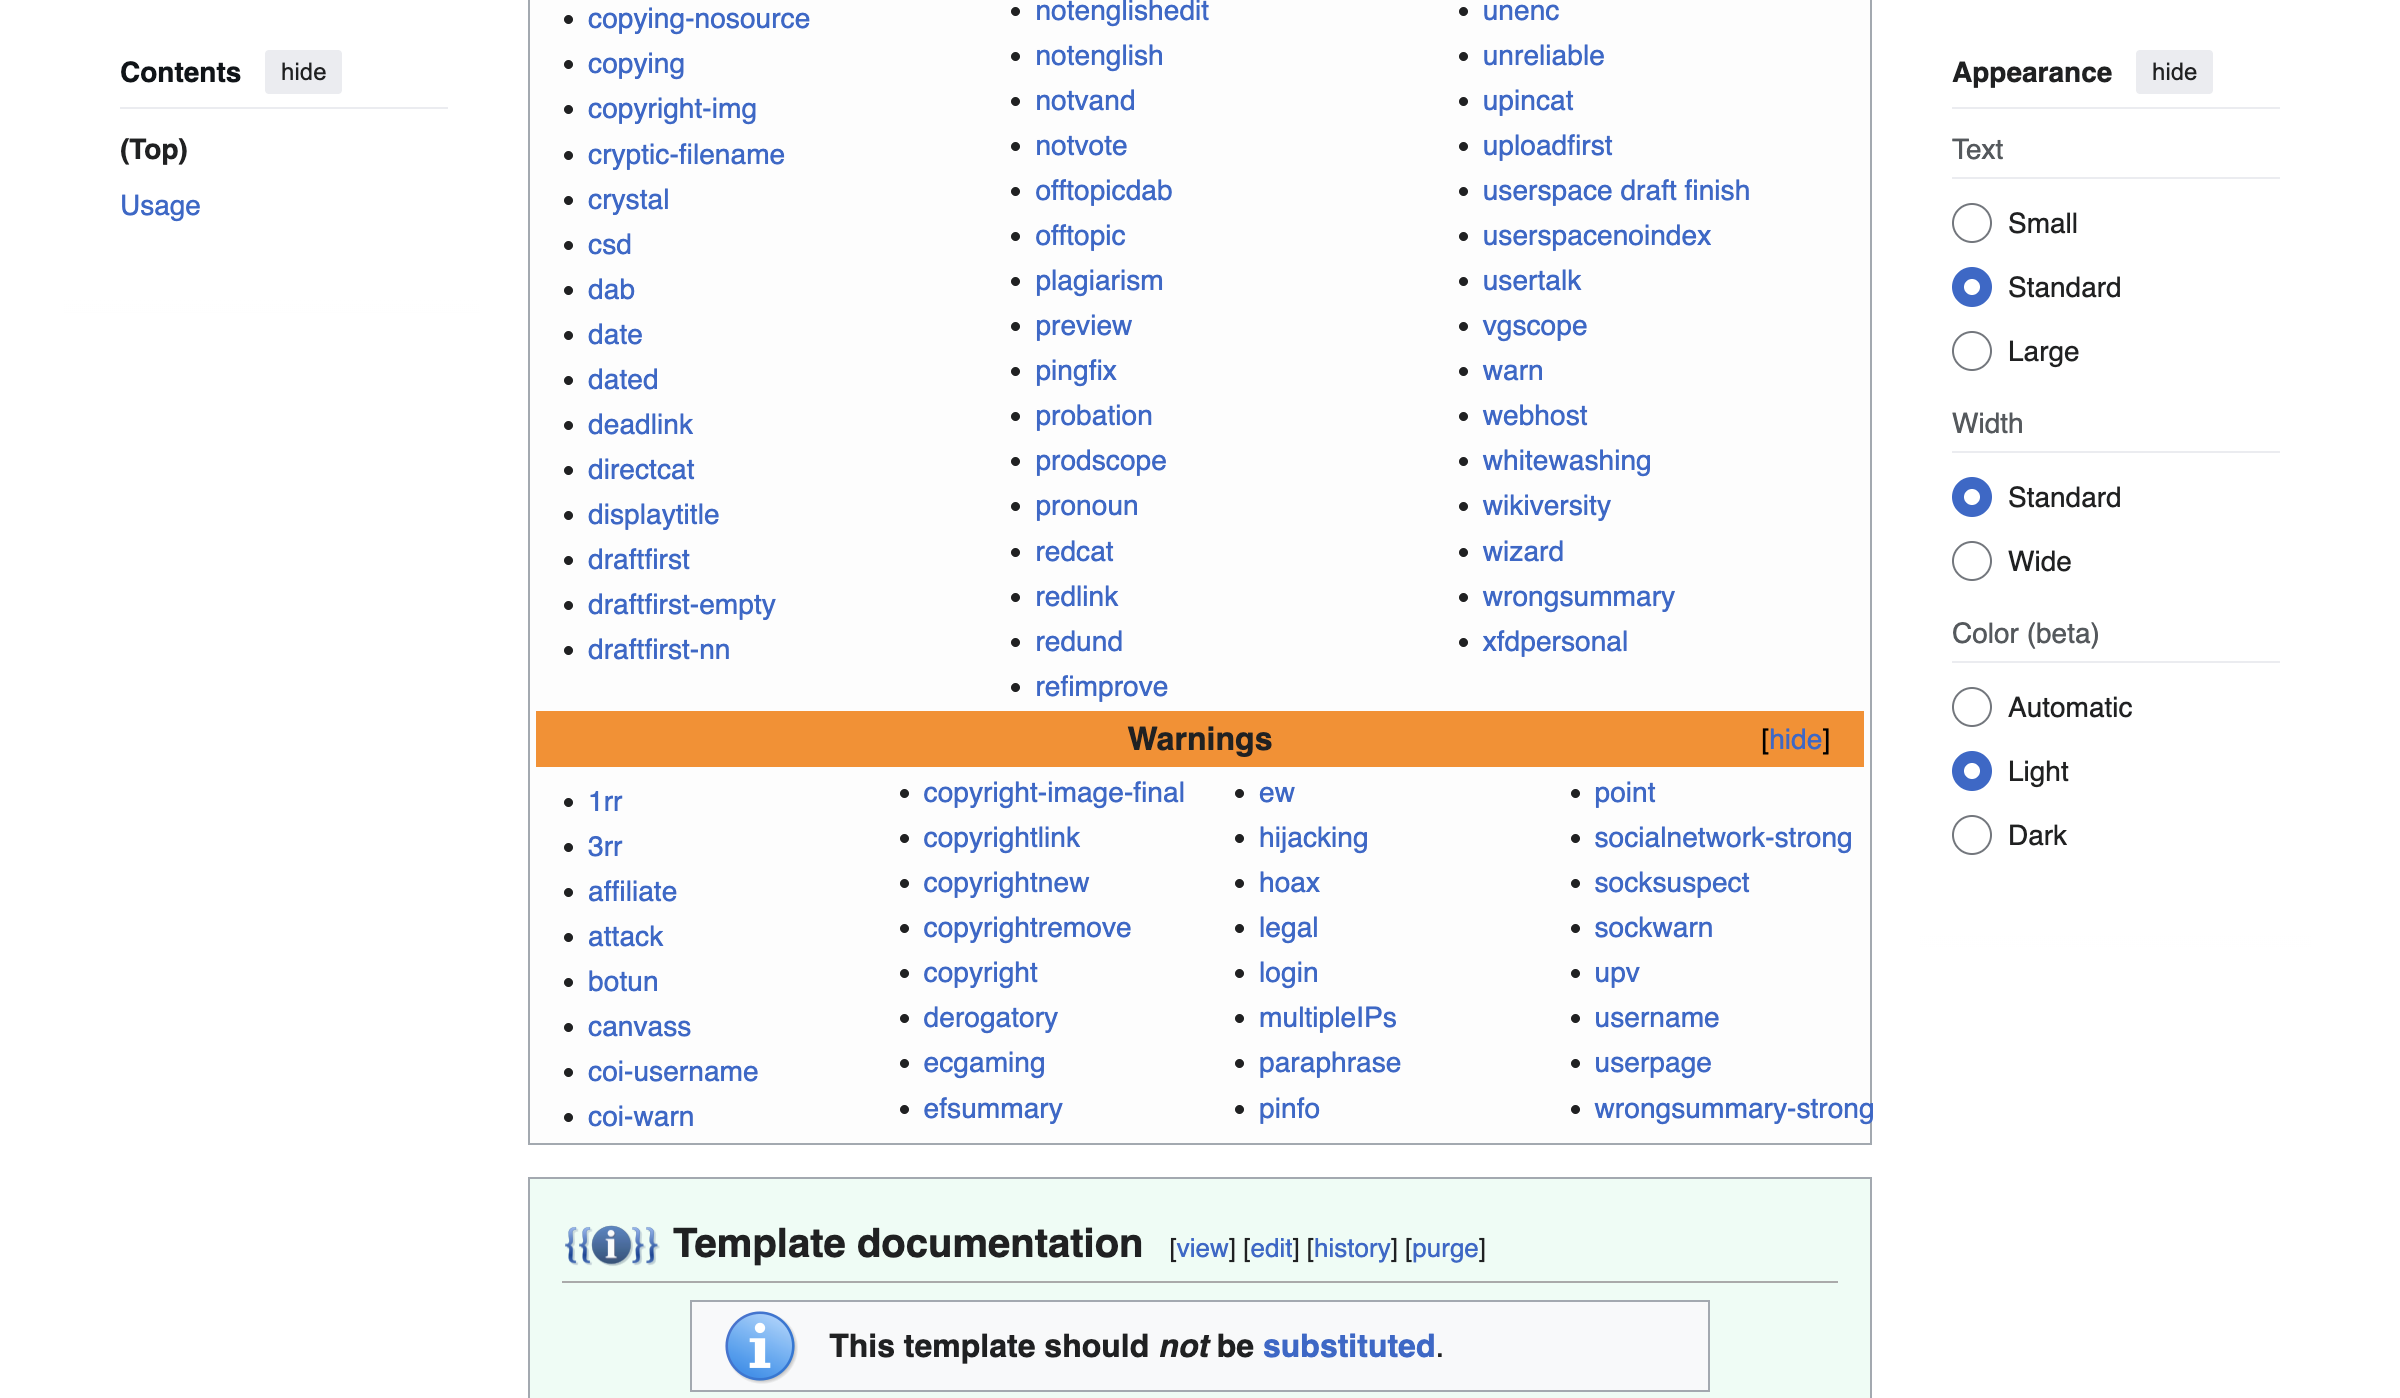 Contents hide
(Top)
Usage
copying-nosource
copying
copyright-img
cryptic-filename
crystal
csd
dab
date
dated
deadlink
directcat
displaytitle
draftfirst
draftfirst-empty
draftfirst-nn
notenglishedit
notenglish
notvand
notvote
offtopicdab
offtopic
plagiarism
preview
pingfix
probation
prodscope
pronoun
redcat
redlink
redund
refimprove
unenc
unreliable
upincat
uploadfirst
userspace draft finish
userspacenoindex
usertalk
vgscope
warn
webhost
whitewashing
wikiversity
wizard
wrongsummary
xfdpersonal
Warnings [hide]
1rr
3rr
affiliate
attack
botun
canvass
coi-username
coi-warn
copyright-image-final
copyrightlink
copyrightnew
copyrightremove
copyright
derogatory
ecgaming
efsummary
ew
hijacking
hoax
legal
login
multipleIPs
paraphrase
pinfo
point
socialnetwork-strong
socksuspect
sockwarn
upv
username
userpage
wrongsummary-strong
{{i}} Template documentation [view] [edit] [history] [purge]
This template should not be substituted.
Appearance hide
Text
Small
Standard
Large
Width
Standard
Wide
Color (beta)
Automatic
Light
Dark